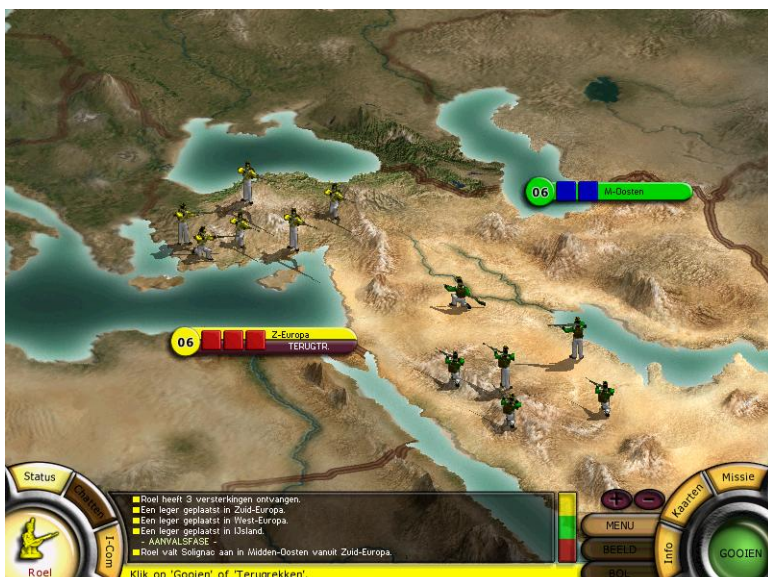 06
M-Oosten
06
Z-Europa
TERUGTR.
Status
Chatten
I-Com
Roel
Roel heeft 3 versterkingen ontvangen.
Een leger geplaatst in Zuid-Europa.
Een leger geplaatst in West-Europa.
Een leger geplaatst in IJsland.
- AANVALSFASE -
Roel valt Solignac aan in Midden-Oosten vanuit Zuid-Europa.
Klik op 'Gooien' of 'Terugtrekken'.
MENU
BEELD
BOL
Info
Kaarten
Missie
GOOIEN